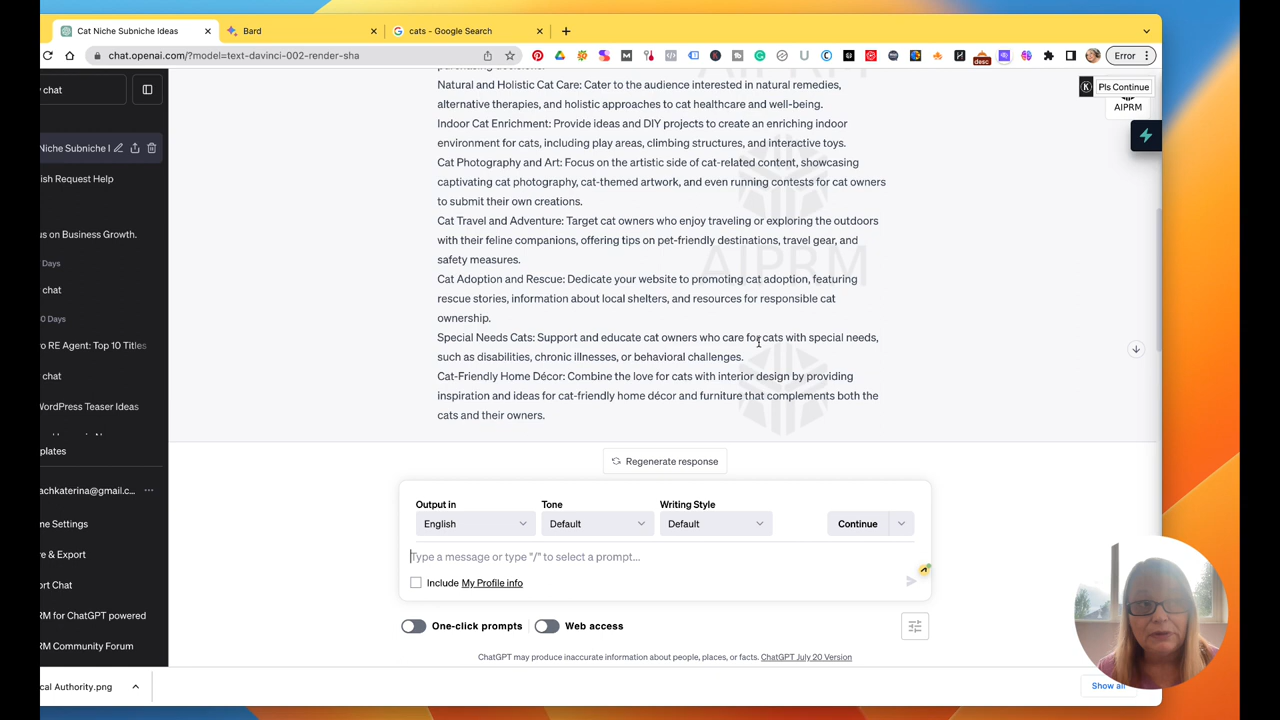 Cat Niche Subniche Ideas
Bard
cats - Google Search
chat.openai.com/?model=text-davinci-002-render-sha
desc
Error
chat
Niche Subniche I
ish Request Help
us on Business Growth.
Days
chat
0 Days
ro RE Agent: Top 10 Titles
chat
WordPress Teaser Ideas
plates
achkaterina@gmail.c...
me Settings
e & Export
ort Chat
RM for ChatGPT powered
RM Community Forum
Pls Continue
AIPRM
Natural and Holistic Cat Care: Cater to the audience interested in natural remedies,
alternative therapies, and holistic approaches to cat healthcare and well-being.
Indoor Cat Enrichment: Provide ideas and DIY projects to create an enriching indoor
environment for cats, including play areas, climbing structures, and interactive toys.
Cat Photography and Art: Focus on the artistic side of cat-related content, showcasing
captivating cat photography, cat-themed artwork, and even running contests for cat owners
to submit their own creations.
Cat Travel and Adventure: Target cat owners who enjoy traveling or exploring the outdoors
with their feline companions, offering tips on pet-friendly destinations, travel gear, and
safety measures.
AIPRM
Cat Adoption and Rescue: Dedicate your website to promoting cat adoption, featuring
rescue stories, information about local shelters, and resources for responsible cat
ownership.
Special Needs Cats: Support and educate cat owners who care for cats with special needs,
such as disabilities, chronic illnesses, or behavioral challenges.
Cat-Friendly Home Décor: Combine the love for cats with interior design by providing
inspiration and ideas for cat-friendly home décor and furniture that complements both the
cats and their owners.
Regenerate response
Output in
Tone
Writing Style
English
Default
Default
Continue
Type a message or type "/" to select a prompt...
Include My Profile info
One-click prompts
Web access
ChatGPT may produce inaccurate information about people, places, or facts. ChatGPT July 20 Version
cal Authority.png
Show all